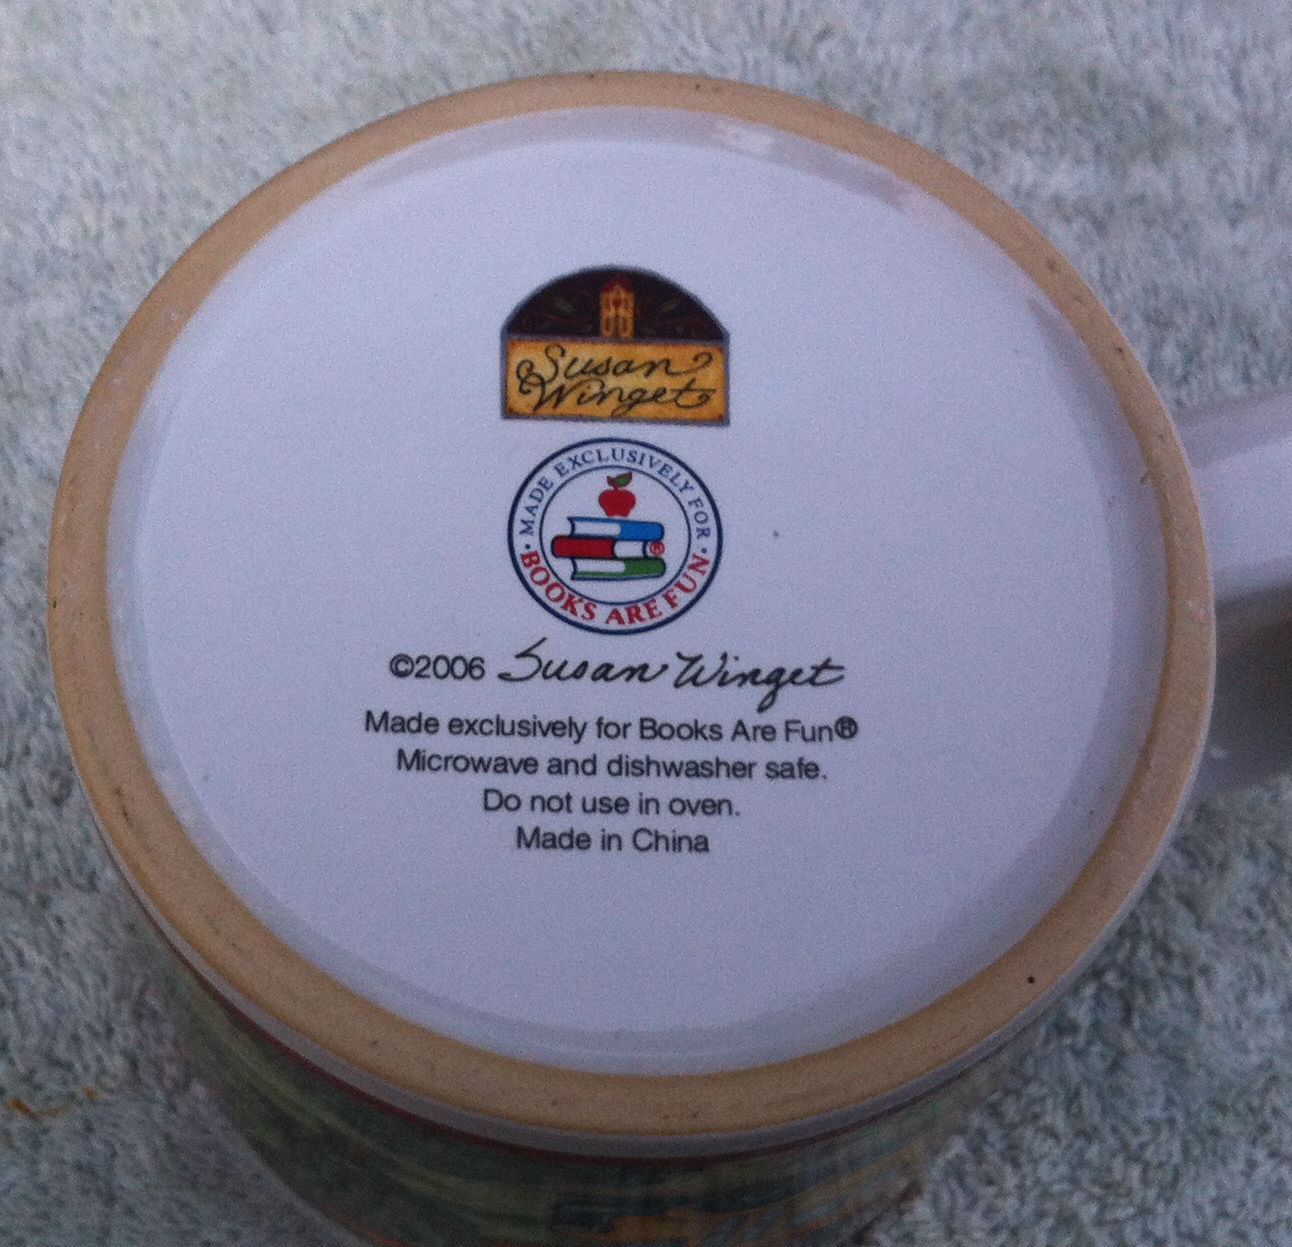 Susan
Winget
· MADE EXCLUSIVELY FOR ·
BOOKS ARE FUN
®
©2006 Susan Winget
Made exclusively for Books Are Fun®
Microwave and dishwasher safe.
Do not use in oven.
Made in China